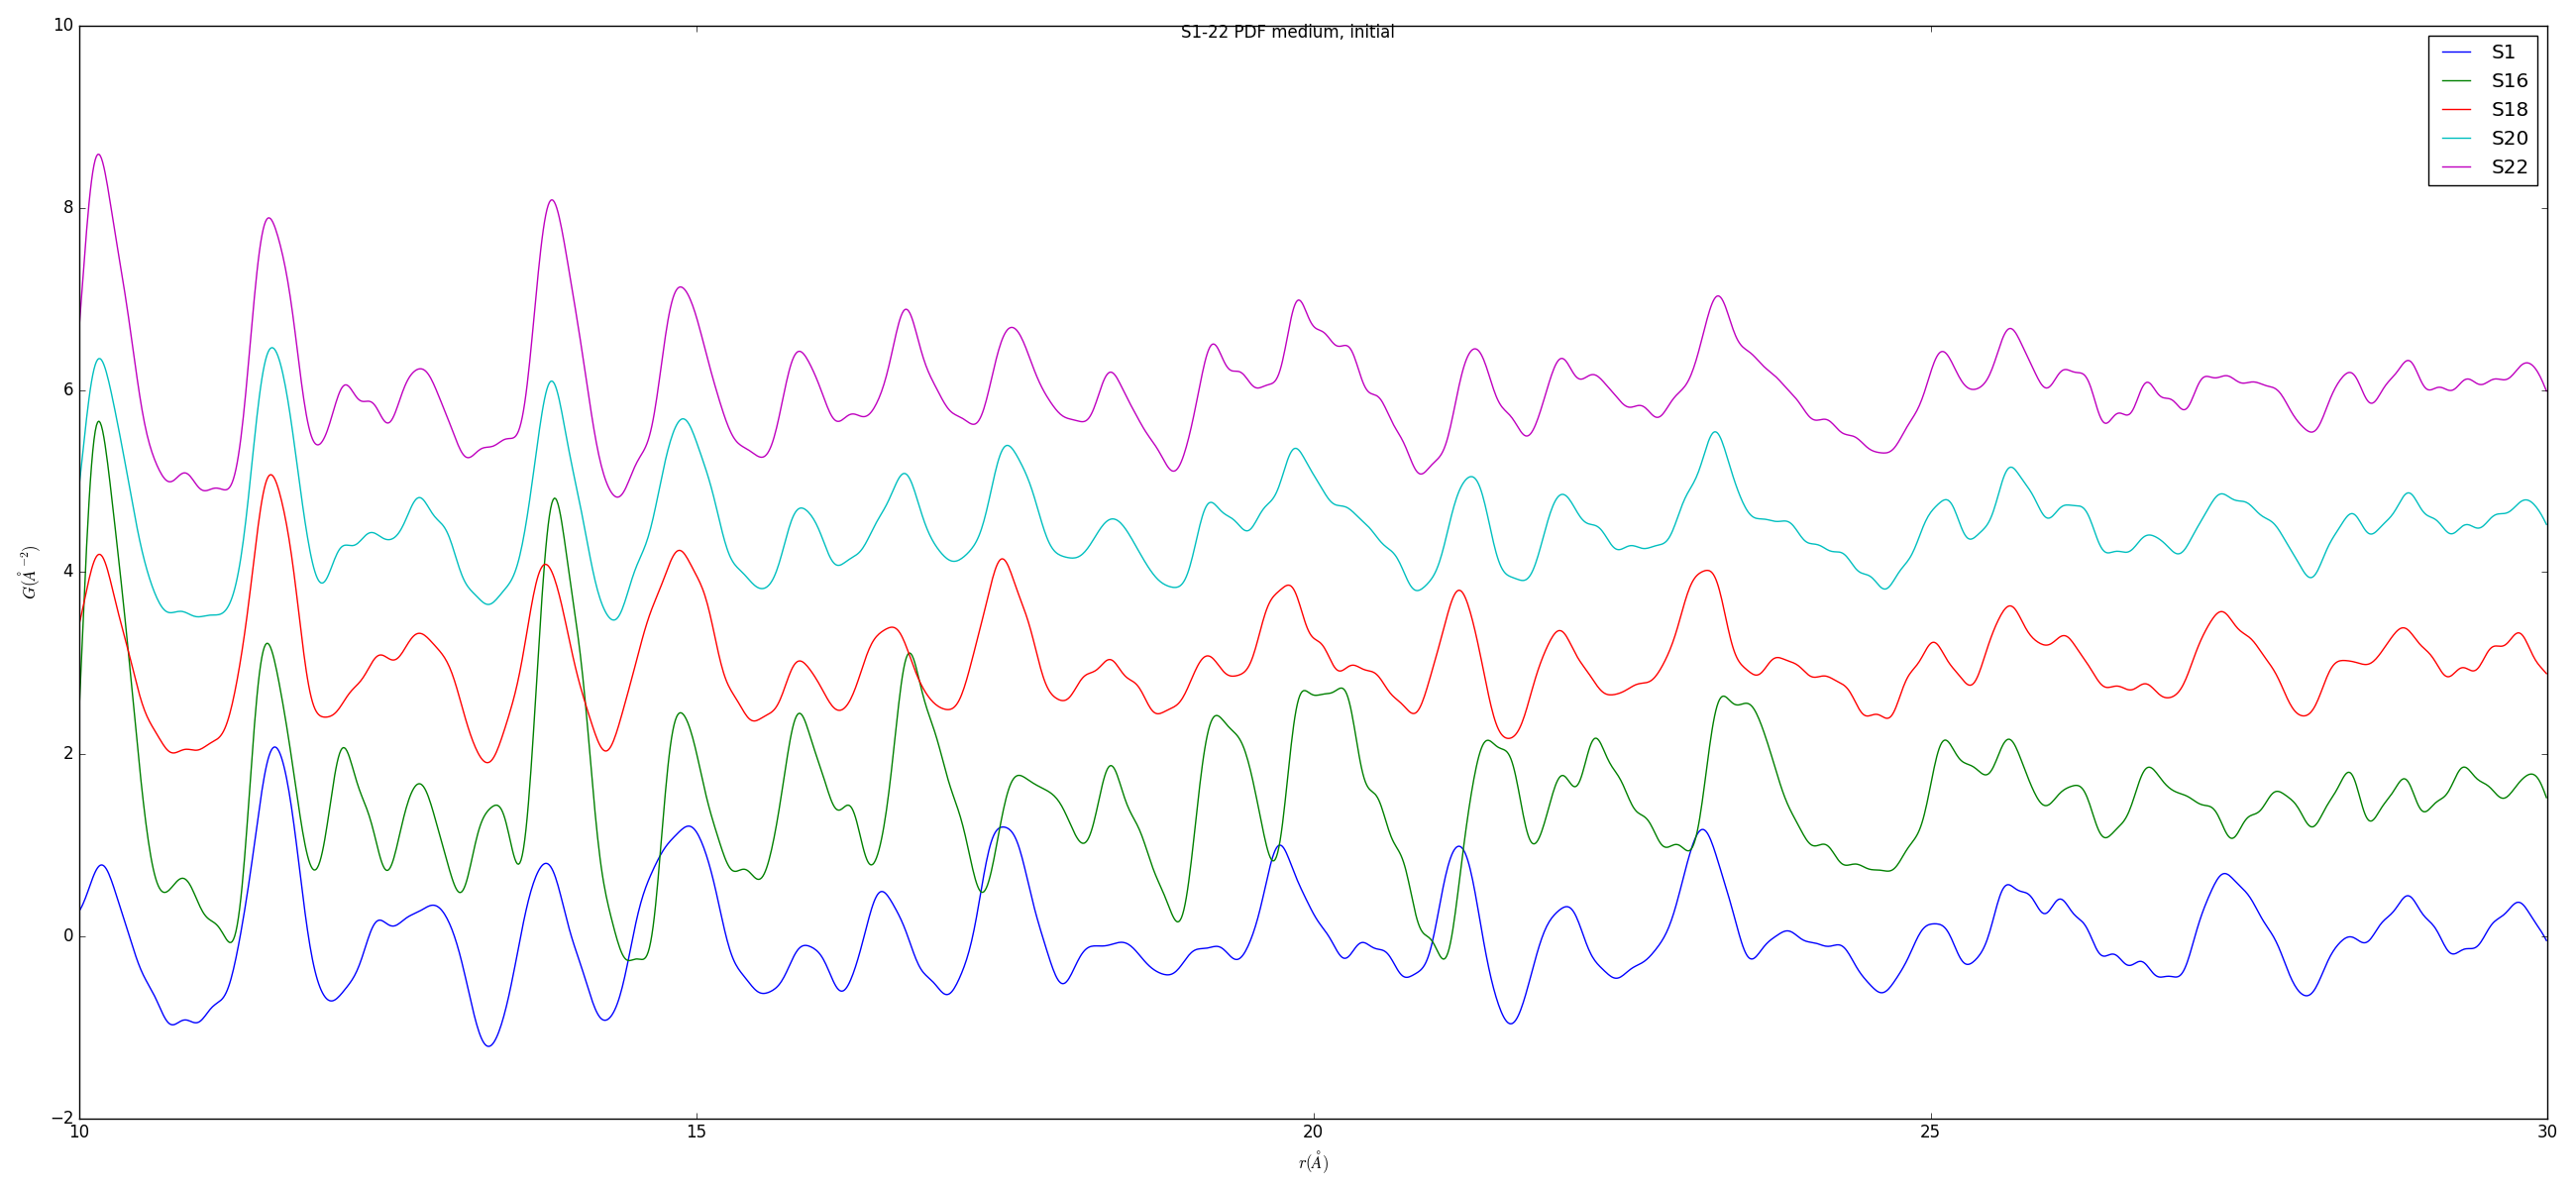 S1-22 PDF medium, initial
10
8
6
4
2
0
−2
G(Å⁻²)
S1
S16
S18
S20
S22
10 15 20 25 30
r(Å)